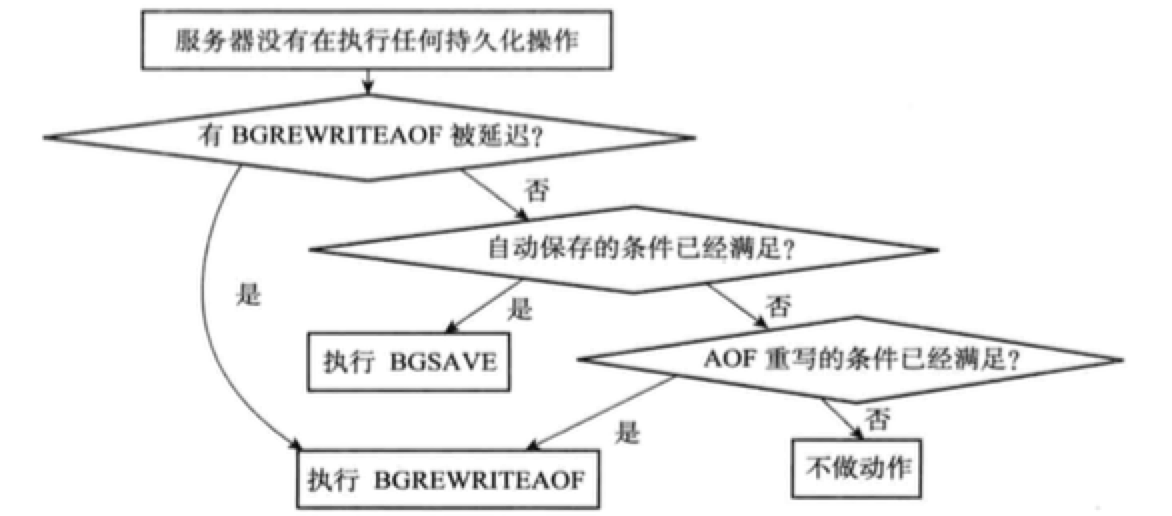 服务器没有在执行任何持久化操作
有 BGREWRITEAOF 被延迟?
否
自动保存的条件已经满足?
是
是
否
执行 BGSAVE
AOF 重写的条件已经满足?
是
否
执行 BGREWRITEAOF
不做动作